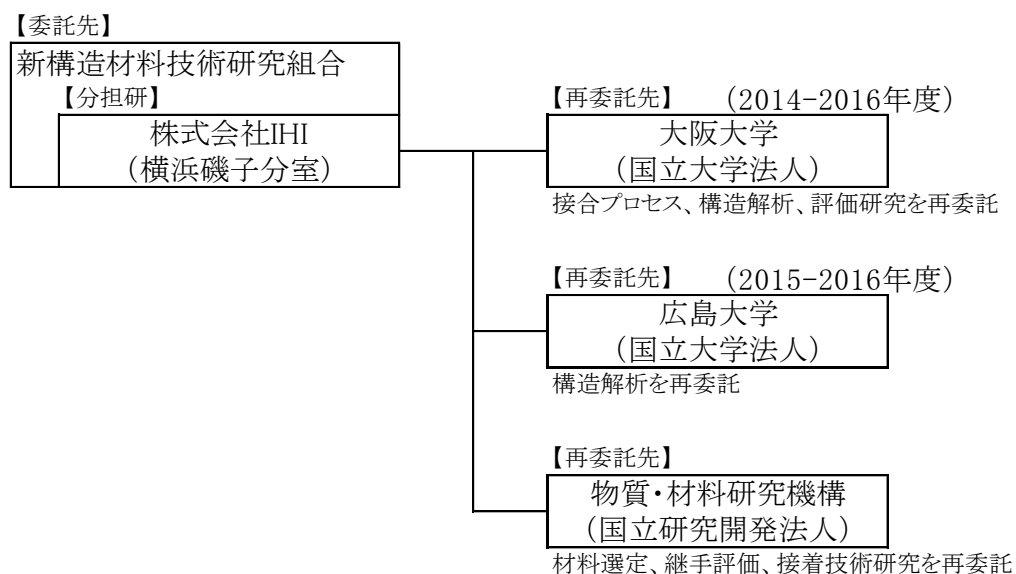 【委託先】
新構造材料技術研究組合
【分担研】
株式会社IHI
（横浜磯子分室）
【再委託先】 （2014-2016年度）
大阪大学
（国立大学法人）
接合プロセス、構造解析、評価研究を再委託
【再委託先】 （2015-2016年度）
広島大学
（国立大学法人）
構造解析を再委託
【再委託先】
物質・材料研究機構
（国立研究開発法人）
材料選定、継手評価、接着技術研究を再委託